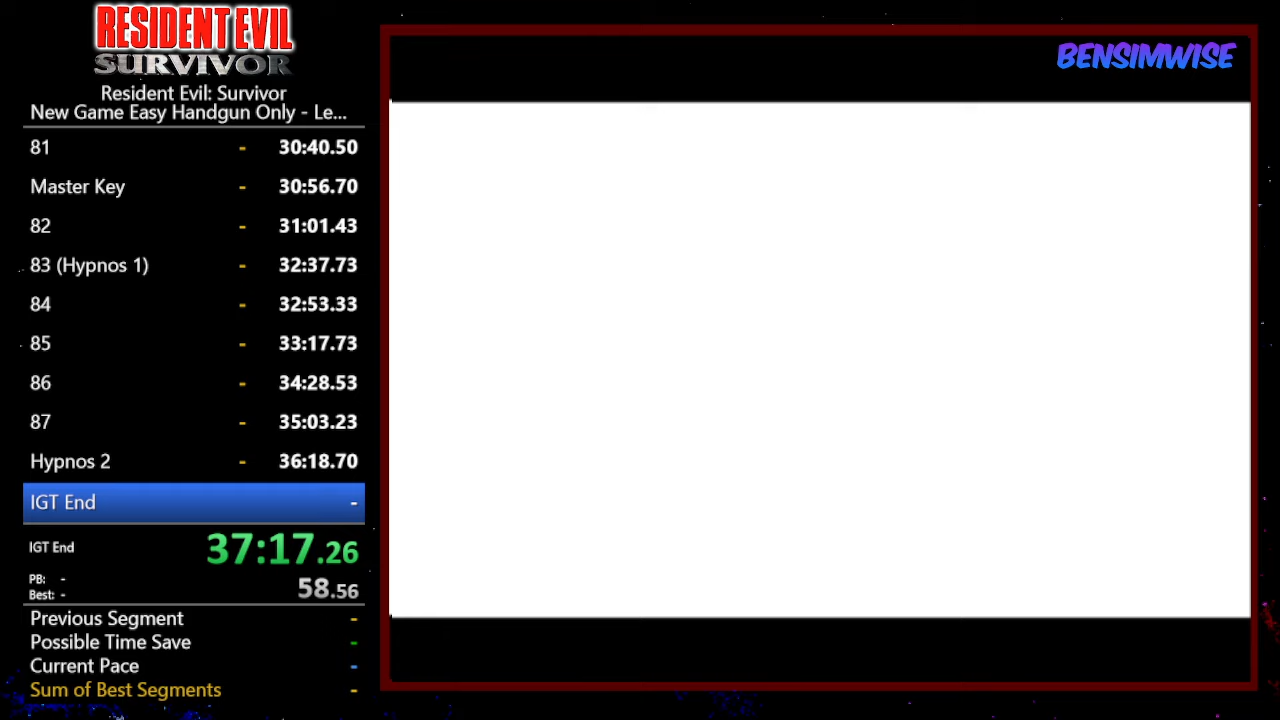 RESIDENT EVIL
SURVIVOR
Resident Evil: Survivor
New Game Easy Handgun Only - Le...
81 - 30:40.50
Master Key - 30:56.70
82 - 31:01.43
83 (Hypnos 1) - 32:37.73
84 - 32:53.33
85 - 33:17.73
86 - 34:28.53
87 - 35:03.23
Hypnos 2 - 36:18.70
IGT End -
IGT End 37:17.26
PB: - 58.56
Best: -
Previous Segment -
Possible Time Save -
Current Pace -
Sum of Best Segments -
BENSIMWISE